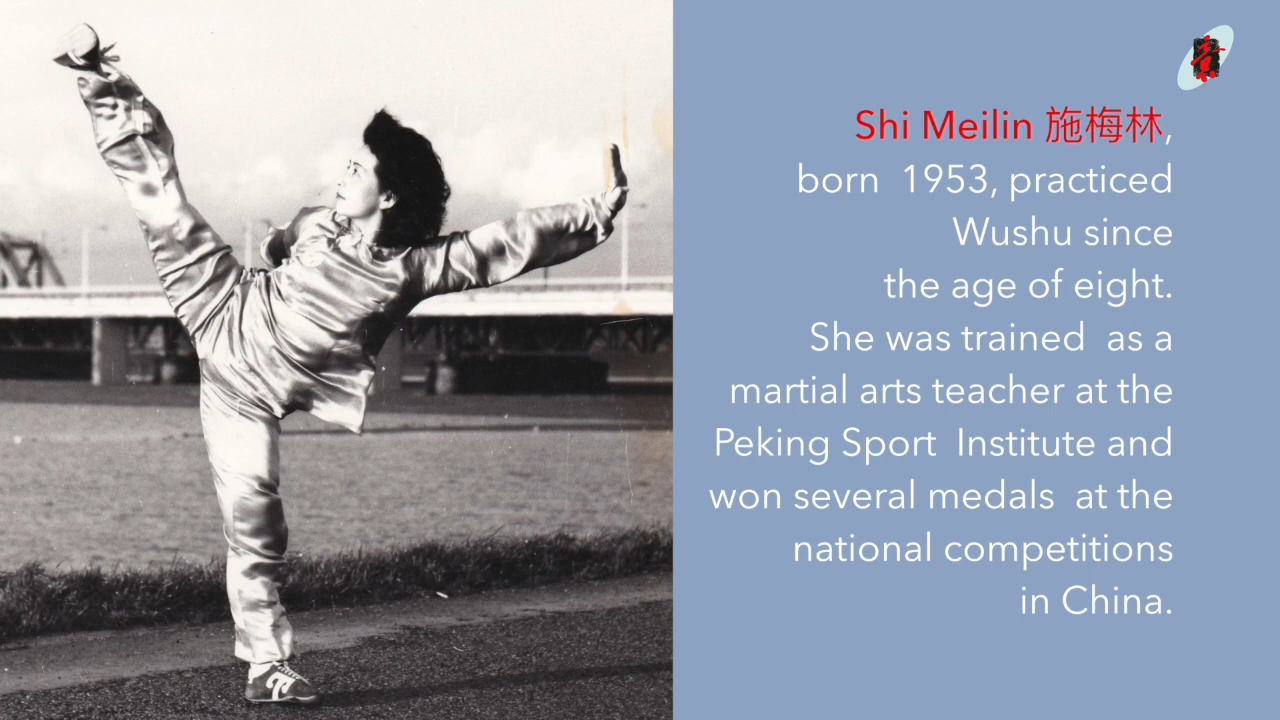 Shi Meilin 施梅林,
born 1953, practiced
Wushu since
the age of eight.
She was trained as a
martial arts teacher at the
Peking Sport Institute and
won several medals at the
national competitions
in China.